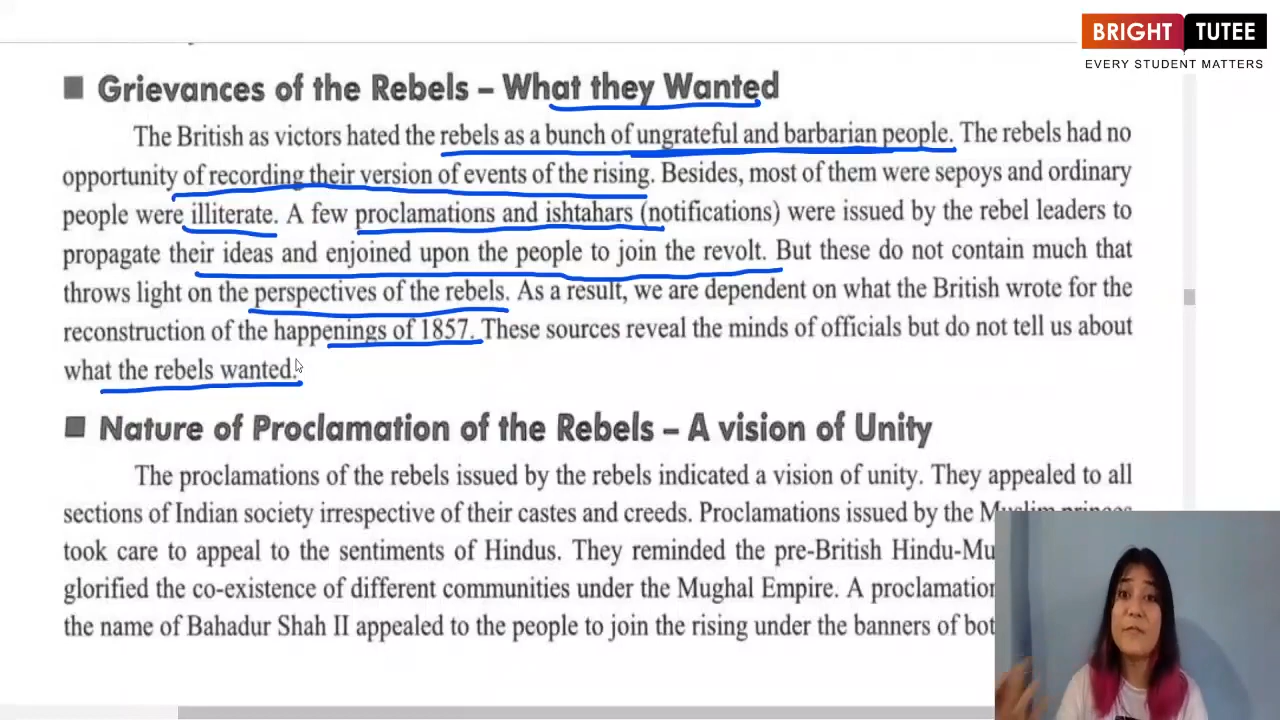 BRIGHT TUTEE
EVERY STUDENT MATTERS
Grievances of the Rebels – What they Wanted
The British as victors hated the rebels as a bunch of ungrateful and barbarian people. The rebels had no
opportunity of recording their version of events of the rising. Besides, most of them were sepoys and ordinary
people were illiterate. A few proclamations and ishtahars (notifications) were issued by the rebel leaders to
propagate their ideas and enjoined upon the people to join the revolt. But these do not contain much that
throws light on the perspectives of the rebels. As a result, we are dependent on what the British wrote for the
reconstruction of the happenings of 1857. These sources reveal the minds of officials but do not tell us about
what the rebels wanted.
Nature of Proclamation of the Rebels – A vision of Unity
The proclamations of the rebels issued by the rebels indicated a vision of unity. They appealed to all
sections of Indian society irrespective of their castes and creeds. Proclamations issued by the Muslim princes
took care to appeal to the sentiments of Hindus. They reminded the pre-British Hindu-Mu
glorified the co-existence of different communities under the Mughal Empire. A proclamation
the name of Bahadur Shah II appealed to the people to join the rising under the banners of bot